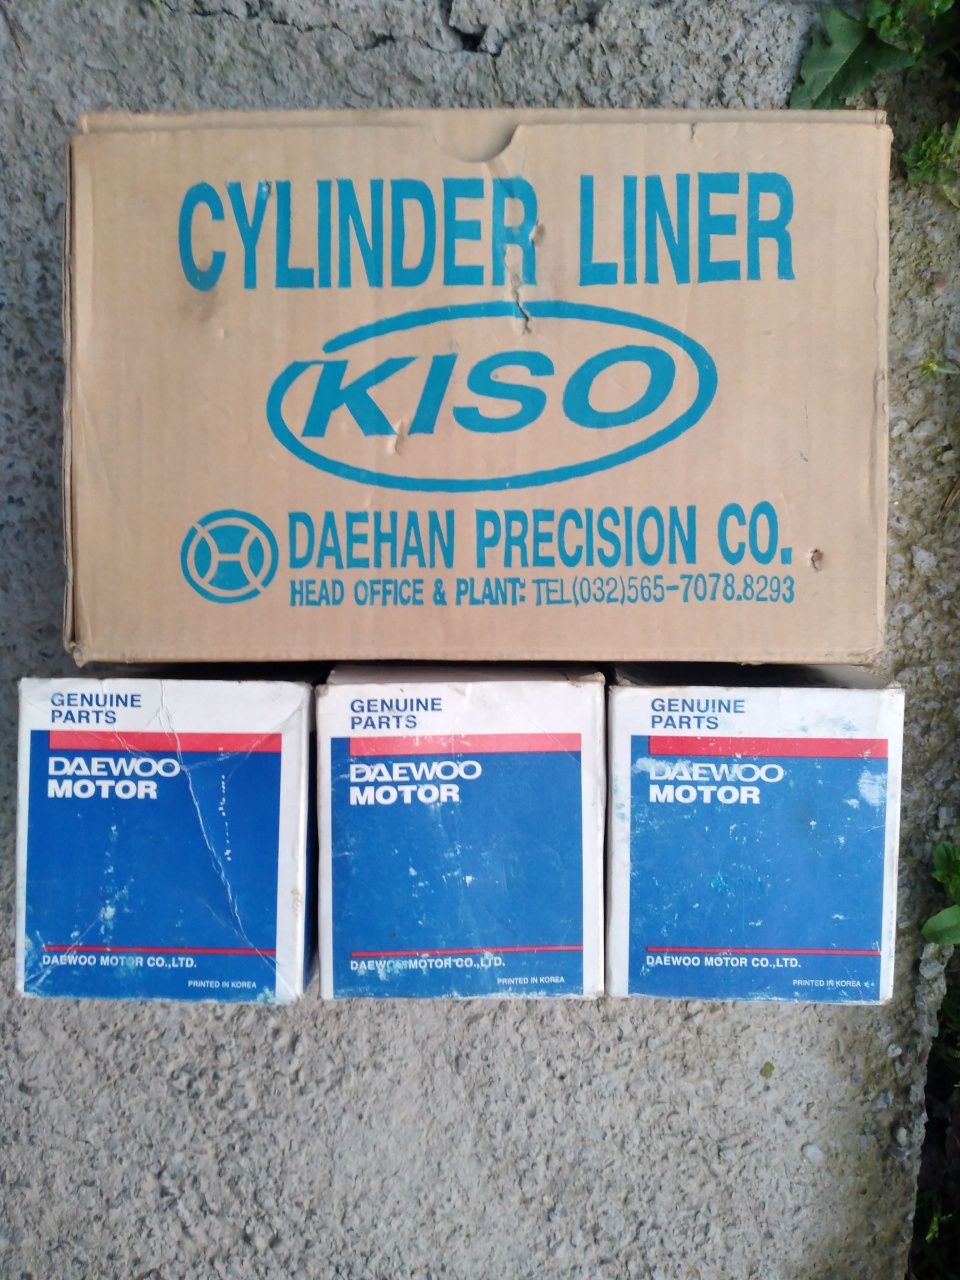 CYLINDER LINER
KISO
DAEHAN PRECISION CO.
HEAD OFFICE & PLANT: TEL(032)565-7078.8293
GENUINE
PARTS
DAEWOO
MOTOR
DAEWOO MOTOR CO.,LTD.
PRINTED IN KOREA
GENUINE
PARTS
DAEWOO
MOTOR
DAEWOO MOTOR CO.,LTD.
PRINTED IN KOREA
GENUINE
PARTS
DAEWOO
MOTOR
DAEWOO MOTOR CO.,LTD.
PRINTED IN KOREA